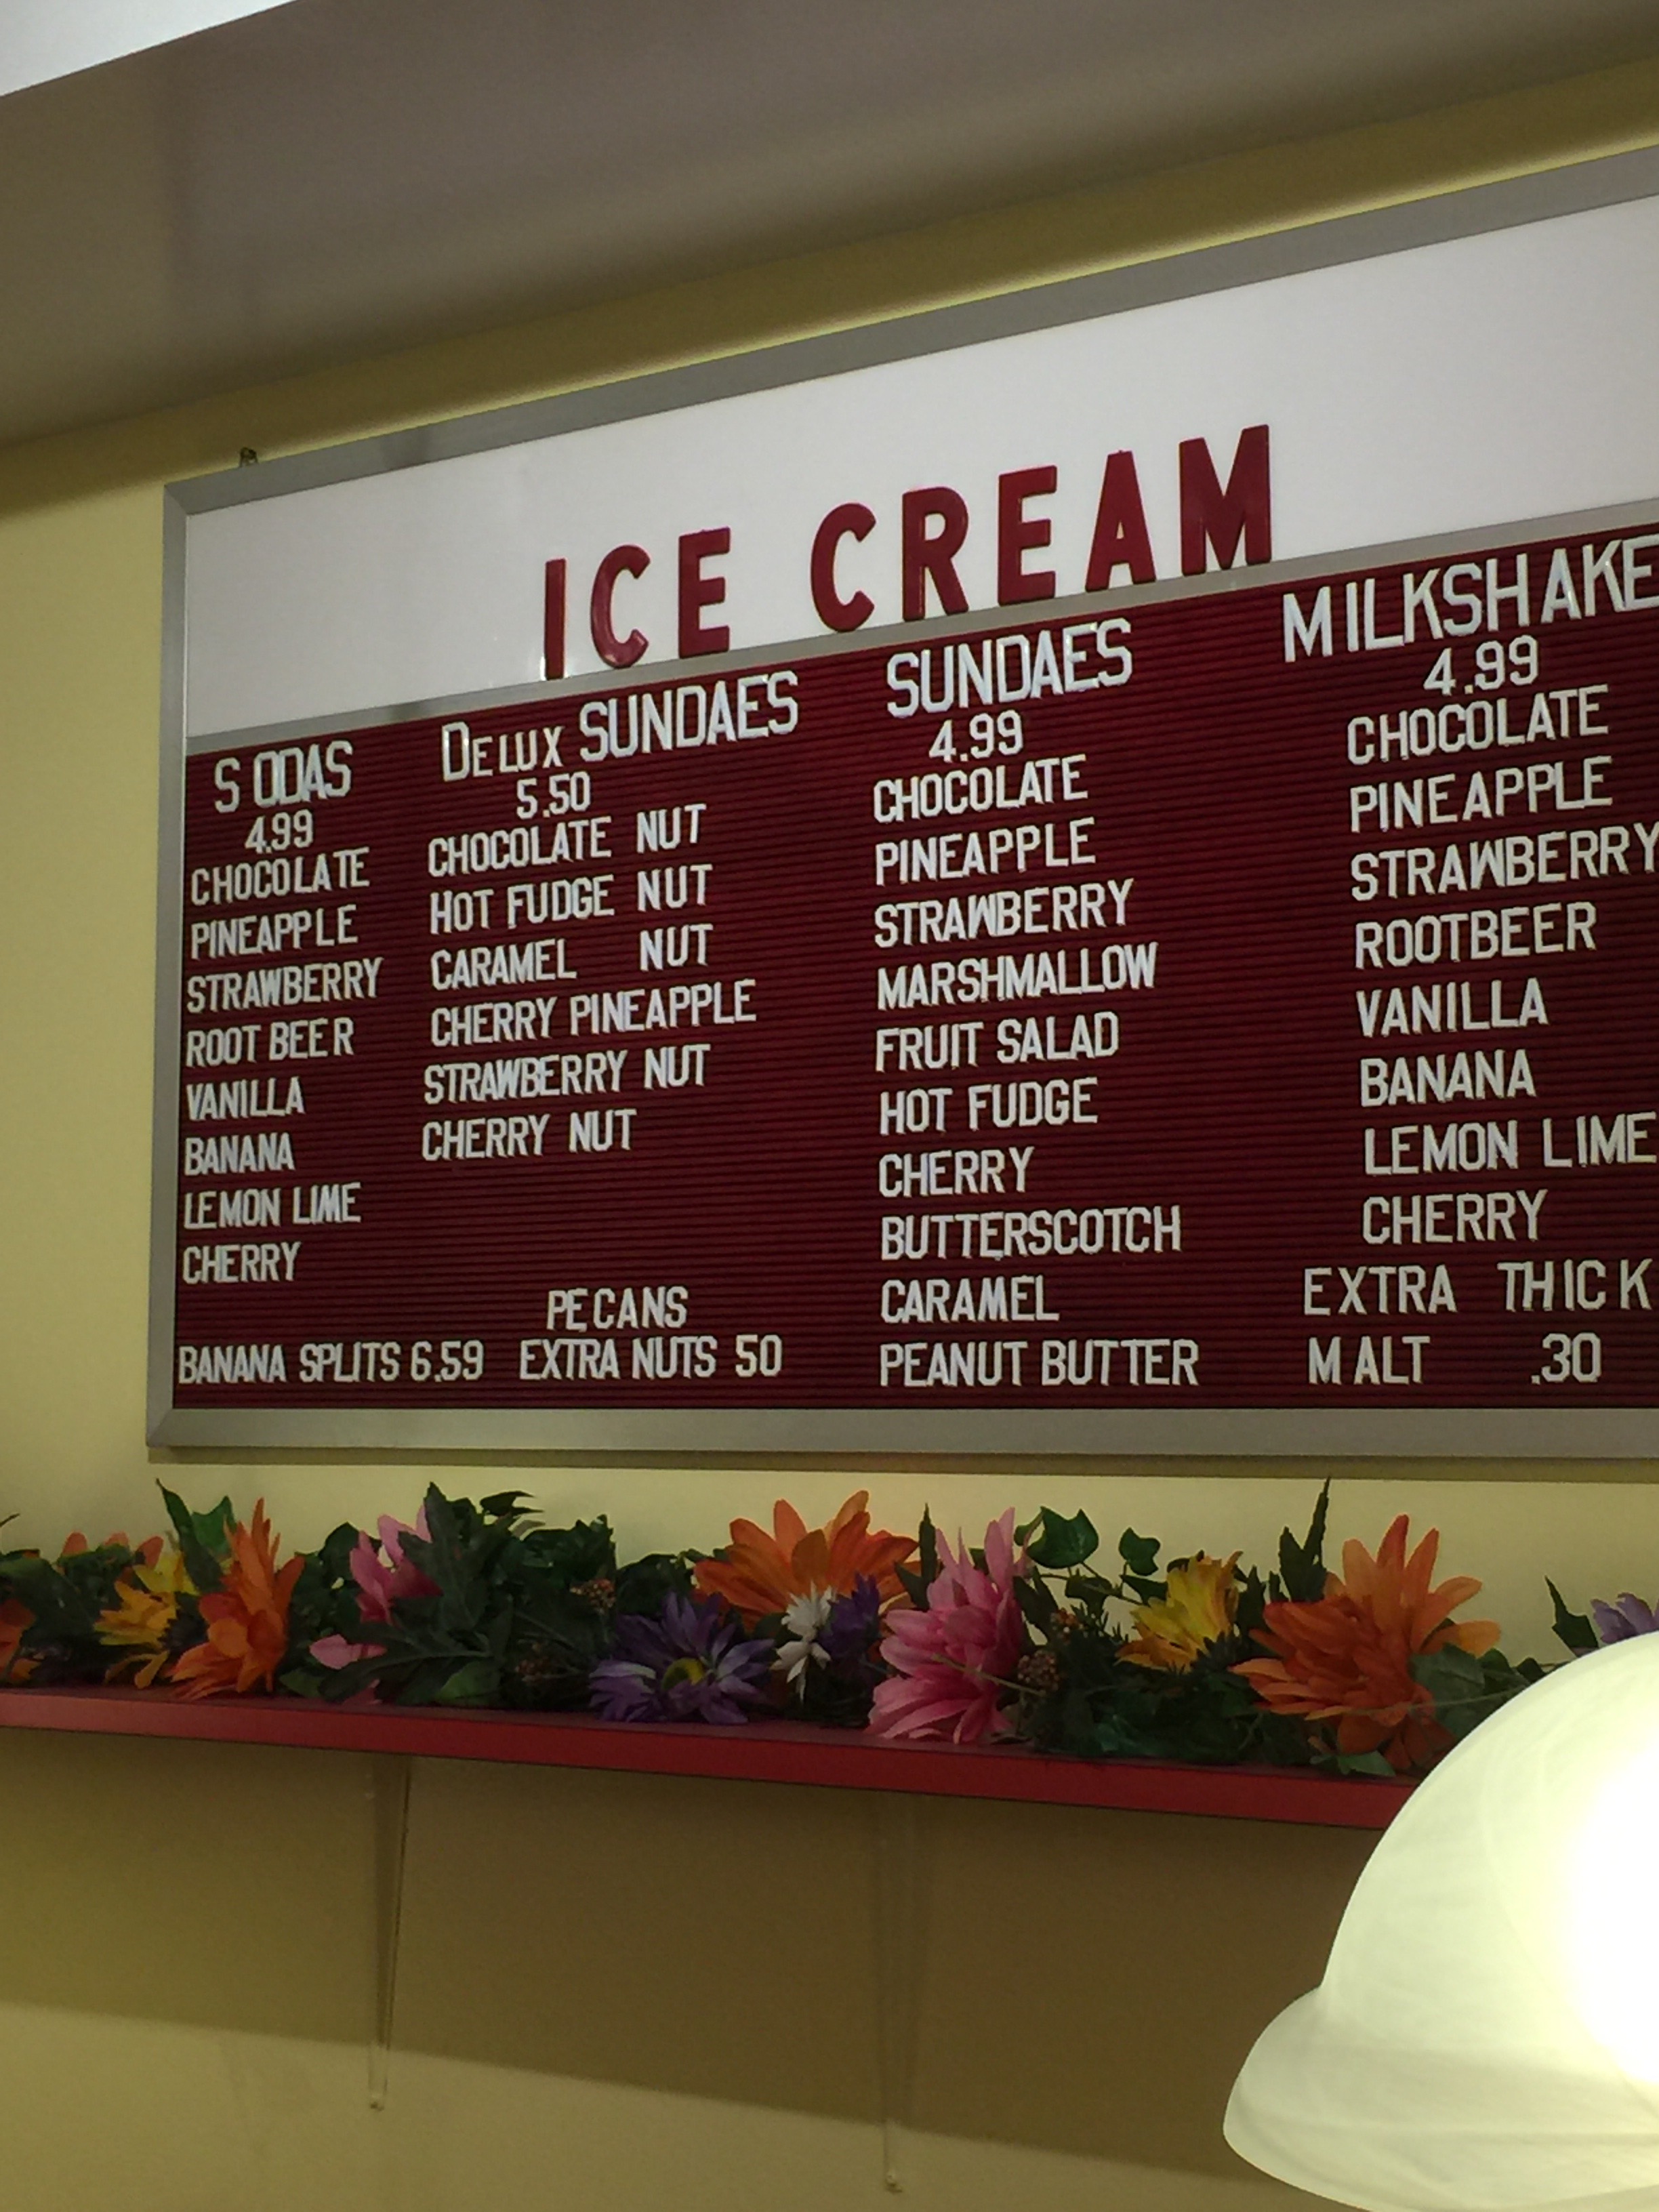 ICE CREAM
SODAS
4.99
CHOCOLATE
PINEAPPLE
STRAWBERRY
ROOT BEER
VANILLA
BANANA
LEMON LIME
CHERRY
BANANA SPLITS 6.59
DELUX SUNDAES
5.50
CHOCOLATE NUT
HOT FUDGE NUT
CARAMEL NUT
CHERRY PINEAPPLE
STRAWBERRY NUT
CHERRY NUT
PECANS
EXTRA NUTS 50
SUNDAES
4.99
CHOCOLATE
PINEAPPLE
STRAWBERRY
MARSHMALLOW
FRUIT SALAD
HOT FUDGE
CHERRY
BUTTERSCOTCH
CARAMEL
PEANUT BUTTER
MILKSHAKE
4.99
CHOCOLATE
PINEAPPLE
STRAWBERRY
ROOTBEER
VANILLA
BANANA
LEMON LIME
CHERRY
EXTRA THICK
MALT .30